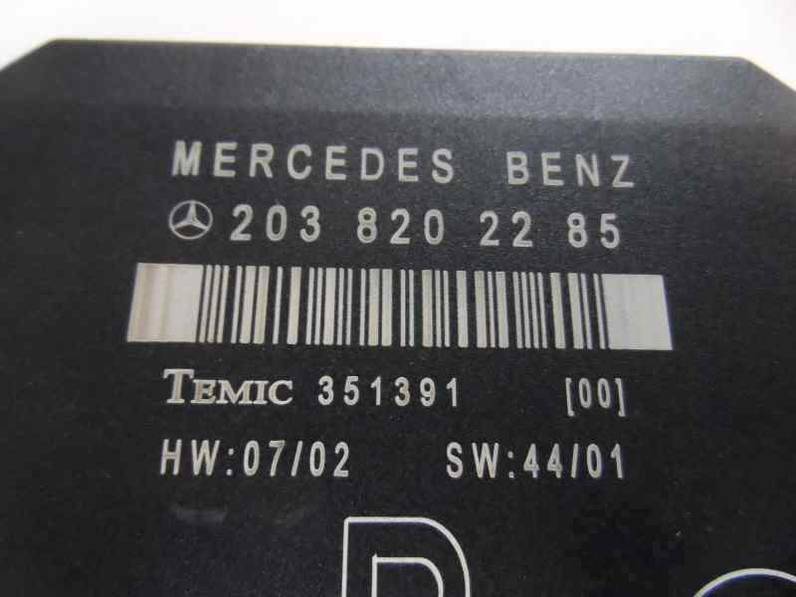 MERCEDES BENZ
203 820 22 85
TEMIC 351391 [00]
HW:07/02 SW:44/01